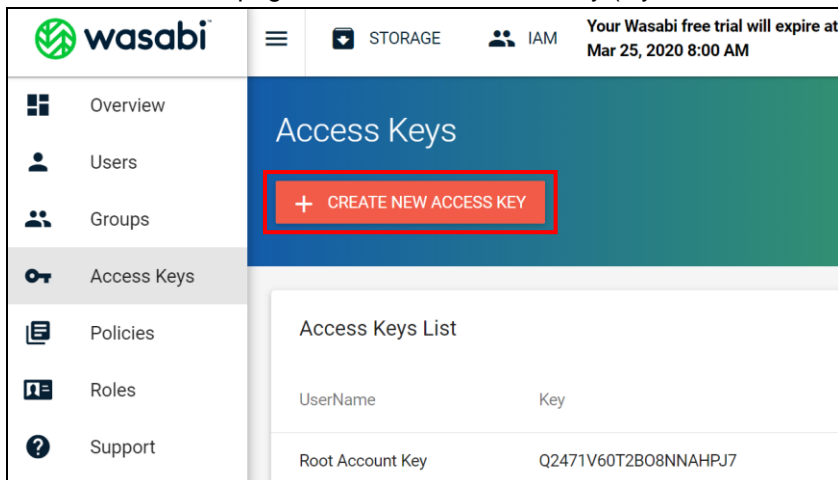 wasabi
STORAGE
IAM
Your Wasabi free trial will expire at
Mar 25, 2020 8:00 AM
Overview
Users
Groups
Access Keys
Policies
Roles
Support
Access Keys
+ CREATE NEW ACCESS KEY
Access Keys List
UserName Key
Root Account Key Q2471V60T2BO8NNAHPJ7